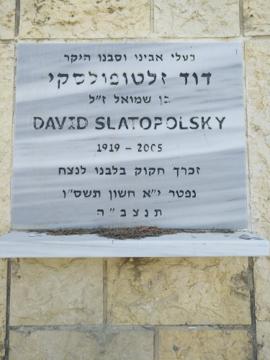 בעלי אבינו וסבנו היקר
דוד זלטופולסקי
בן שמואל ז"ל
DAVID SLATOPOLSKY
1919 - 2005
זכרך חקוק בלבנו לנצח
נפטר י"א חשון תשס"ו
תנצב"ה